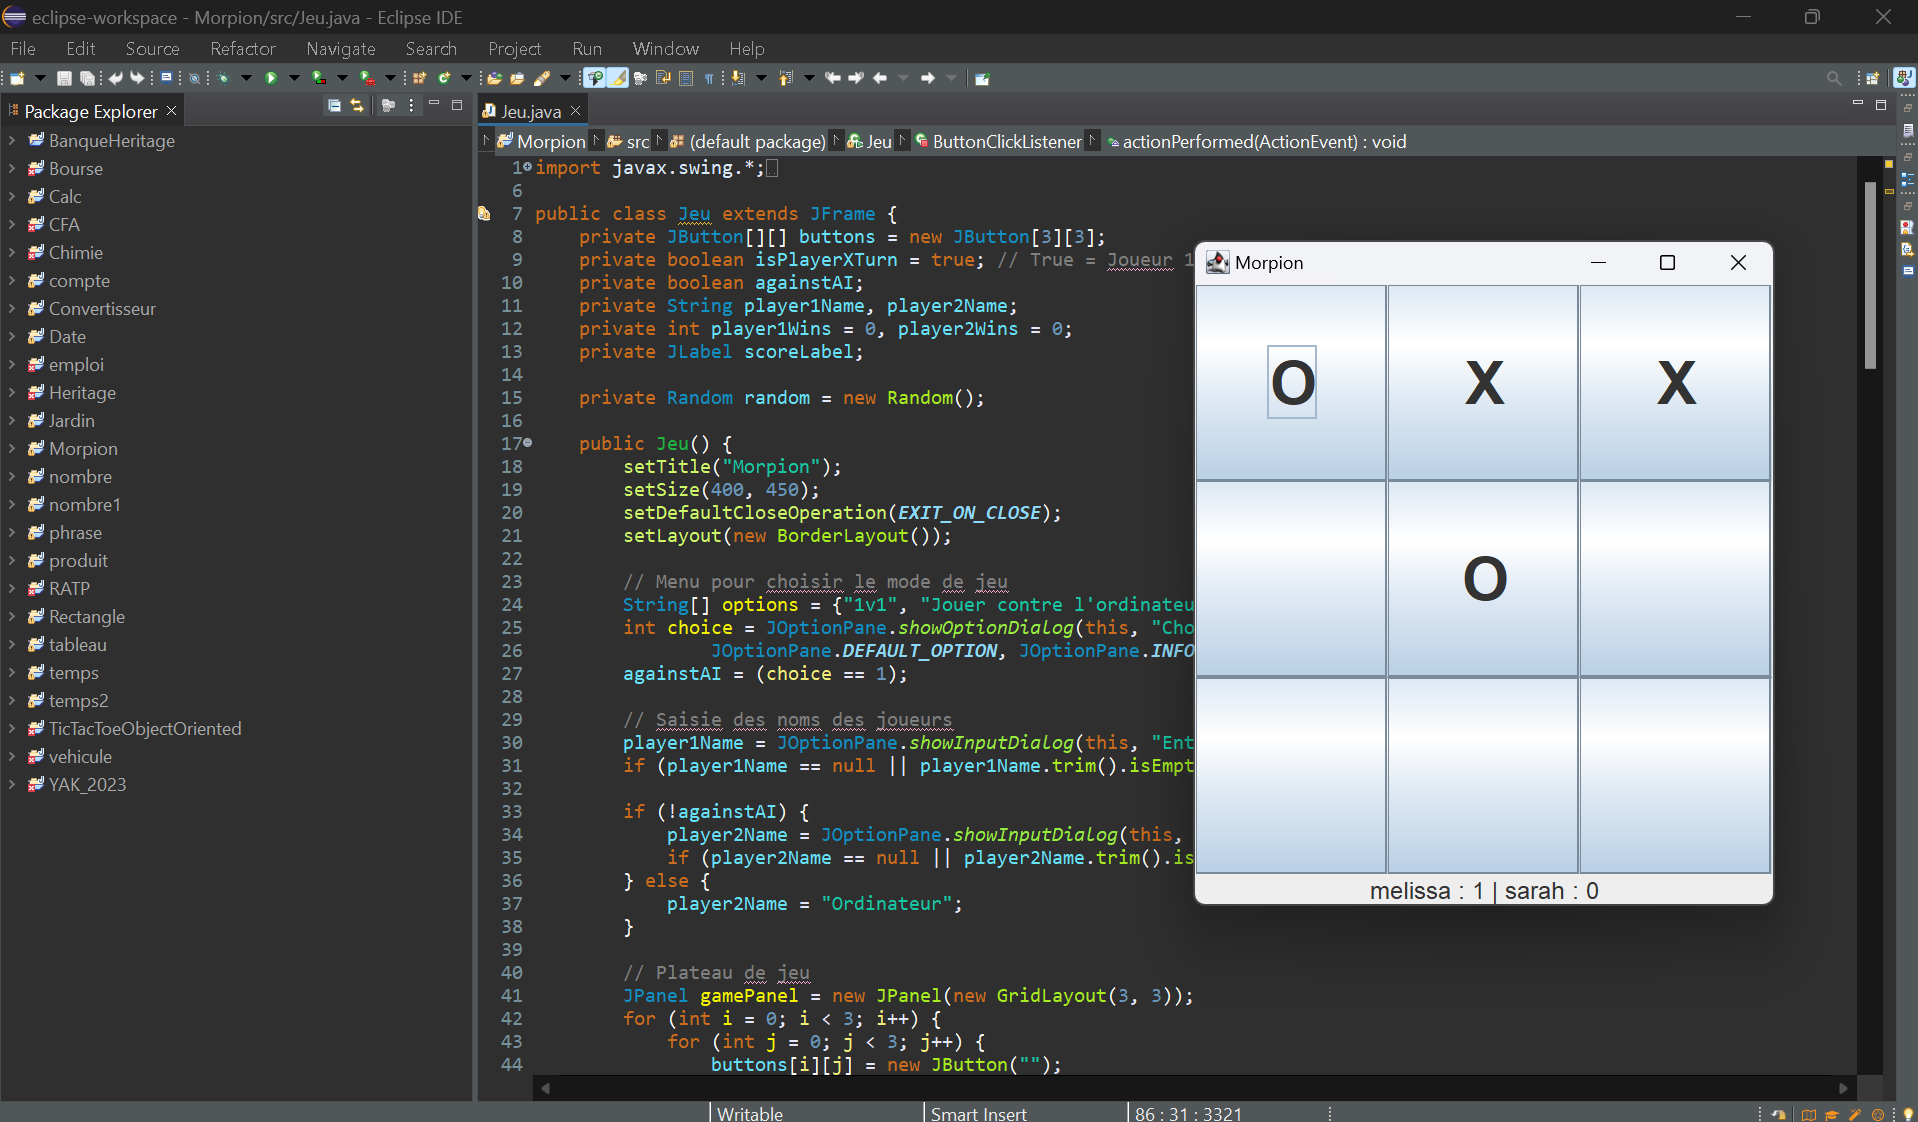 eclipse-workspace - Morpion/src/Jeu.java - Eclipse IDE
File Edit Source Refactor Navigate Search Project Run Window Help
Package Explorer
BanqueHeritage
Bourse
Calc
CFA
Chimie
compte
Convertisseur
Date
emploi
Heritage
Jardin
Morpion
nombre
nombre1
phrase
produit
RATP
Rectangle
tableau
temps
temps2
TicTacToeObjectOriented
vehicule
YAK_2023
Jeu.java
Morpion src (default package) Jeu ButtonClickListener actionPerformed(ActionEvent) : void
1 import javax.swing.*;
6
7 public class Jeu extends JFrame {
8 private JButton[][] buttons = new JButton[3][3];
9 private boolean isPlayerXTurn = true; // True = Joueur 1
10 private boolean againstAI;
11 private String player1Name, player2Name;
12 private int player1Wins = 0, player2Wins = 0;
13 private JLabel scoreLabel;
14
15 private Random random = new Random();
16
17 public Jeu() {
18 setTitle("Morpion");
19 setSize(400, 450);
20 setDefaultCloseOperation(EXIT_ON_CLOSE);
21 setLayout(new BorderLayout());
22
23 // Menu pour choisir le mode de jeu
24 String[] options = {"1v1", "Jouer contre l'ordinateu
25 int choice = JOptionPane.showOptionDialog(this, "Cho
26 JOptionPane.DEFAULT_OPTION, JOptionPane.INFO
27 againstAI = (choice == 1);
28
29 // Saisie des noms des joueurs
30 player1Name = JOptionPane.showInputDialog(this, "Ent
31 if (player1Name == null || player1Name.trim().isEmpt
32
33 if (!againstAI) {
34 player2Name = JOptionPane.showInputDialog(this,
35 if (player2Name == null || player2Name.trim().is
36 } else {
37 player2Name = "Ordinateur";
38 }
39
40 // Plateau de jeu
41 JPanel gamePanel = new JPanel(new GridLayout(3, 3));
42 for (int i = 0; i < 3; i++) {
43 for (int j = 0; j < 3; j++) {
44 buttons[i][j] = new JButton("");
Morpion
O X X
O
melissa : 1 | sarah : 0
Writable Smart Insert 86 : 31 : 3321